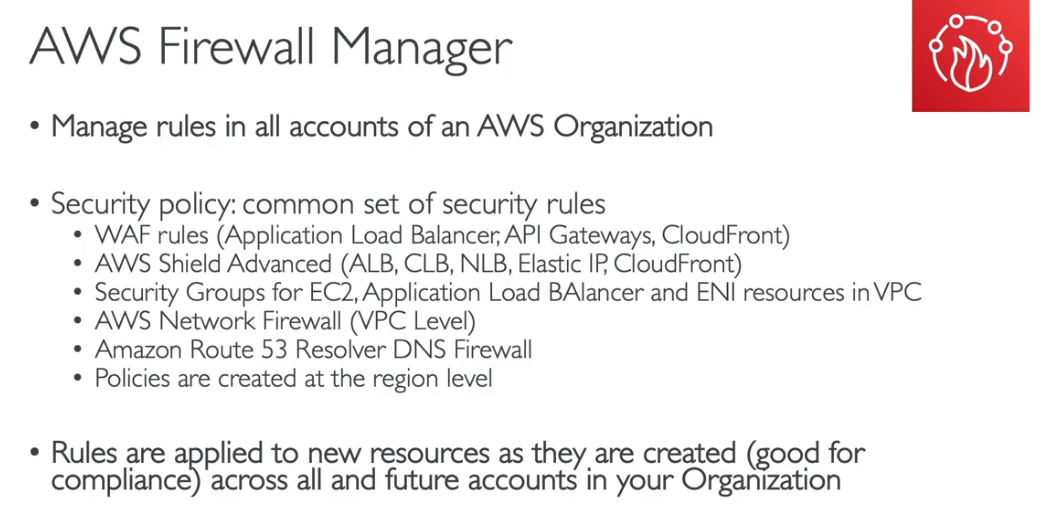 AWS Firewall Manager
• Manage rules in all accounts of an AWS Organization
• Security policy: common set of security rules
• WAF rules (Application Load Balancer, API Gateways, CloudFront)
• AWS Shield Advanced (ALB, CLB, NLB, Elastic IP, CloudFront)
• Security Groups for EC2, Application Load BAlancer and ENI resources in VPC
• AWS Network Firewall (VPC Level)
• Amazon Route 53 Resolver DNS Firewall
• Policies are created at the region level
• Rules are applied to new resources as they are created (good for
compliance) across all and future accounts in your Organization